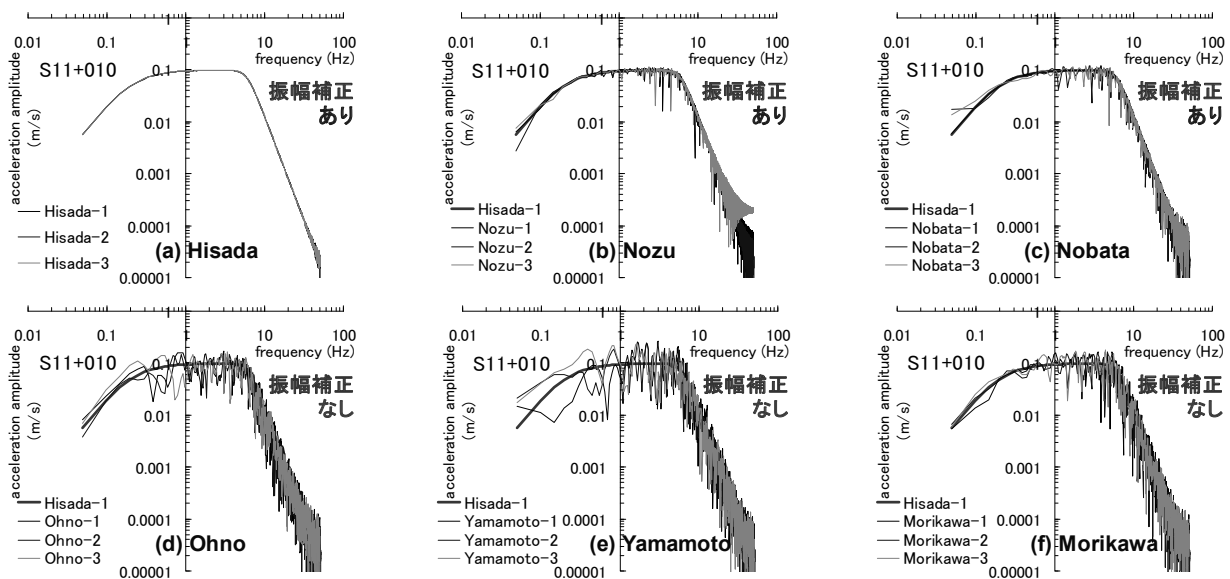 0.01
0.1
1
10
100
frequency (Hz)
S11+010
0.1
0.01
0.001
0.0001
0.00001
acceleration amplitude
(m/s)
振幅補正
あり
Hisada-1
Hisada-2
Hisada-3
(a) Hisada
0.01
0.1
1
10
100
frequency (Hz)
S11+010
0.1
0.01
0.001
0.0001
0.00001
acceleration amplitude
(m/s)
振幅補正
あり
Hisada-1
Nozu-1
Nozu-2
Nozu-3
(b) Nozu
0.01
0.1
1
10
100
frequency (Hz)
S11+010
0.1
0.01
0.001
0.0001
0.00001
acceleration amplitude
(m/s)
振幅補正
あり
Hisada-1
Nobata-1
Nobata-2
Nobata-3
(c) Nobata
0.01
0.1
1
10
100
frequency (Hz)
S11+010
0.1
0.01
0.001
0.0001
0.00001
acceleration amplitude
(m/s)
振幅補正
なし
Hisada-1
Ohno-1
Ohno-2
Ohno-3
(d) Ohno
0.01
0.1
1
10
100
frequency (Hz)
S11+010
0.1
0.01
0.001
0.0001
0.00001
acceleration amplitude
(m/s)
振幅補正
なし
Hisada-1
Yamamoto-1
Yamamoto-2
Yamamoto-3
(e) Yamamoto
0.01
0.1
1
10
100
frequency (Hz)
S11+010
0.1
0.01
0.001
0.0001
0.00001
acceleration amplitude
(m/s)
振幅補正
なし
Hisada-1
Morikawa-1
Morikawa-2
Morikawa-3
(f) Morikawa